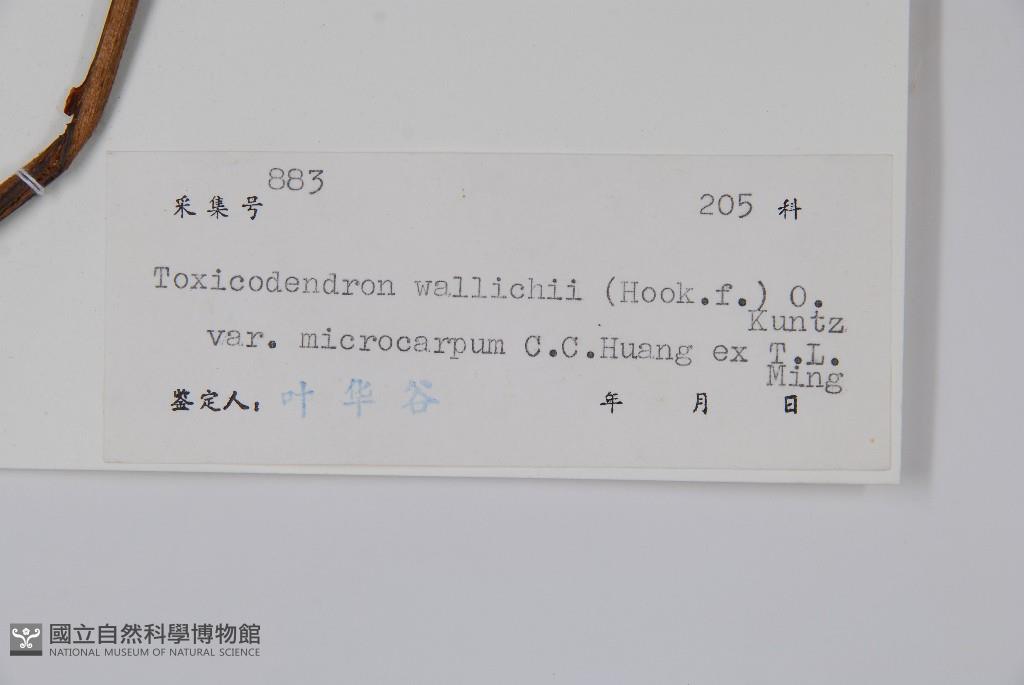 采集号 883 205 科
Toxicodendron wallichii (Hook.f.) O.
Kuntz
var. microcarpum C.C.Huang ex T.L.
Ming
鉴定人: 叶华谷 年 月 日
國立自然科學博物館
NATIONAL MUSEUM OF NATURAL SCIENCE